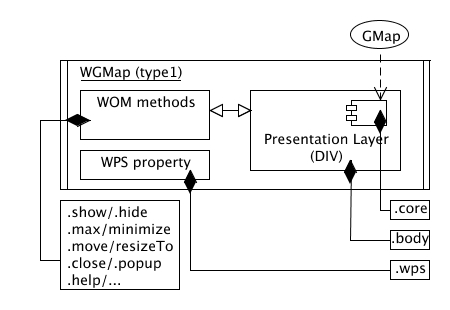 GMap
WGMap (type1)
WOM methods
Presentation Layer
(DIV)
WPS property
.show/.hide
.max/minimize
.move/resizeTo
.close/.popup
.help/...
.core
.body
.wps